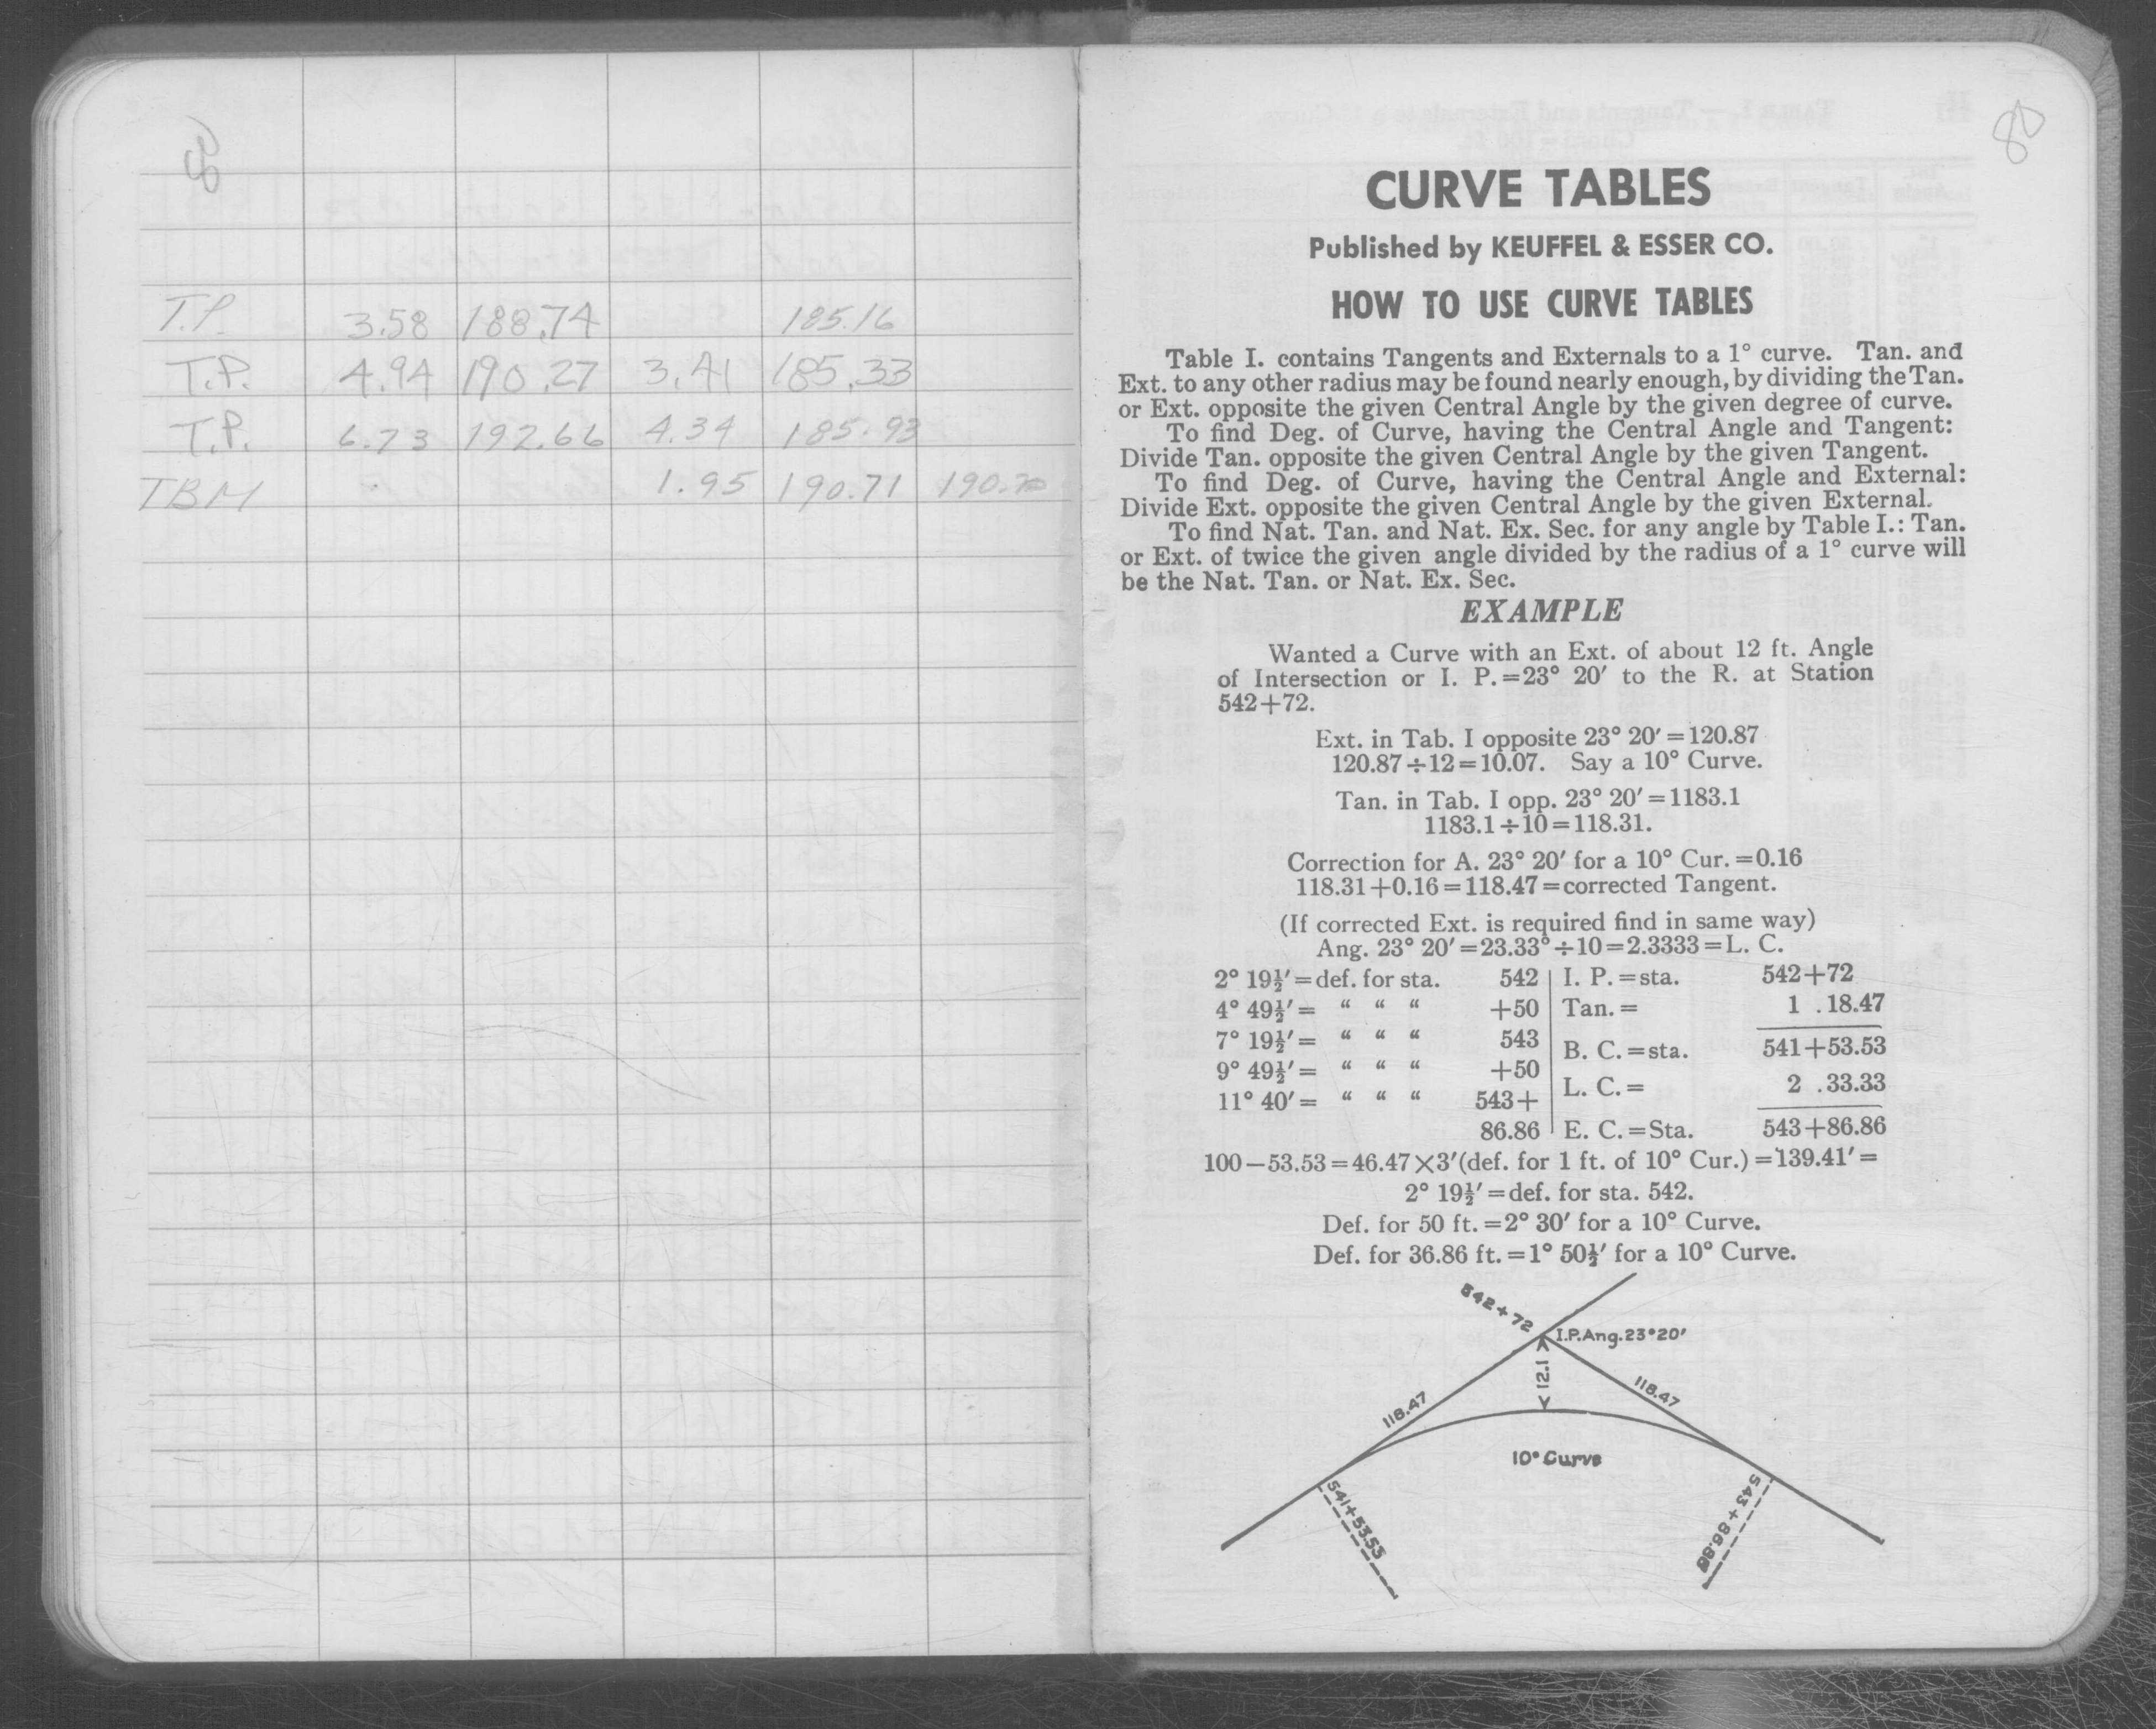 80
T.P. 3.58 188.74 185.16
T.P. 4.94 190.27 3.41 185.33
T.P. 6.73 192.66 4.34 185.93
TBM 1.95 190.71 190.70
80
CURVE TABLES
Published by KEUFFEL & ESSER CO.
HOW TO USE CURVE TABLES
Table I. contains Tangents and Externals to a 1° curve. Tan. and
Ext. to any other radius may be found nearly enough, by dividing the Tan.
or Ext. opposite the given Central Angle by the given degree of curve.
To find Deg. of Curve, having the Central Angle and Tangent:
Divide Tan. opposite the given Central Angle by the given Tangent.
To find Deg. of Curve, having the Central Angle and External:
Divide Ext. opposite the given Central Angle by the given External.
To find Nat. Tan. and Nat. Ex. Sec. for any angle by Table I.: Tan.
or Ext. of twice the given angle divided by the radius of a 1° curve will
be the Nat. Tan. or Nat. Ex. Sec.
EXAMPLE
Wanted a Curve with an Ext. of about 12 ft. Angle
of Intersection or I. P.=23° 20′ to the R. at Station
542+72.
Ext. in Tab. I opposite 23° 20′=120.87
120.87÷12=10.07. Say a 10° Curve.
Tan. in Tab. I opp. 23° 20′=1183.1
1183.1÷10=118.31.
Correction for A. 23° 20′ for a 10° Cur.=0.16
118.31+0.16=118.47=corrected Tangent.
(If corrected Ext. is required find in same way)
Ang. 23° 20′=23.33°÷10=2.3333=L. C.
2° 19½′=def. for sta. 542 I. P.=sta. 542+72
4° 49½′= “ “ “ +50 Tan.= 1 .18.47
7° 19½′= “ “ “ 543 B. C.=sta. 541+53.53
9° 49½′= “ “ “ +50 L. C.= 2 .33.33
11° 40′= “ “ “ 543+
86.86 E. C.=Sta. 543+86.86
100−53.53=46.47×3′(def. for 1 ft. of 10° Cur.)=139.41′=
2° 19½′=def. for sta. 542.
Def. for 50 ft.=2° 30′ for a 10° Curve.
Def. for 36.86 ft.=1° 50½′ for a 10° Curve.
542+72
I.P.Ang.23°20′
12.1
118.47
118.47
10° Curve
541+53.53
543+86.86